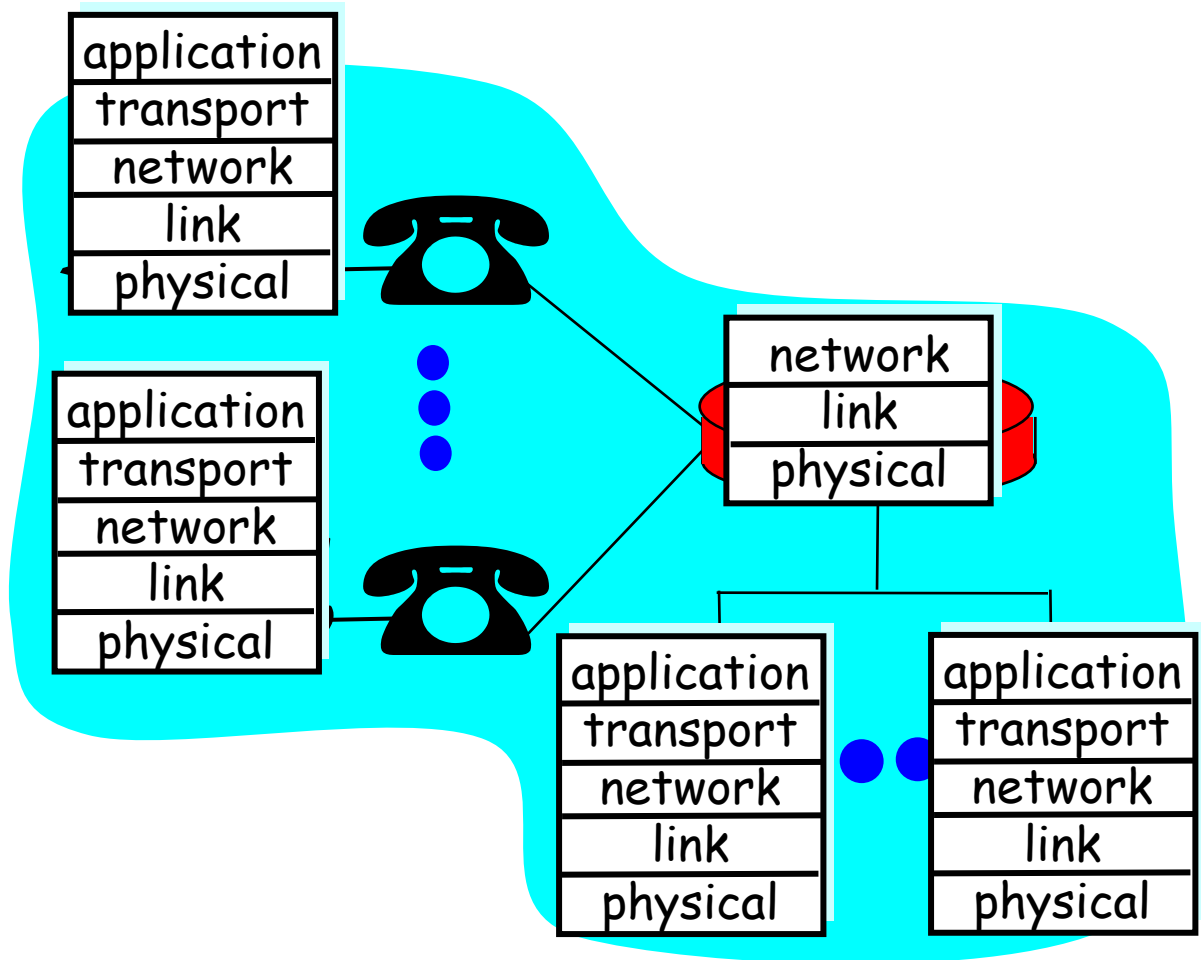 application
transport
network
link
physical
application
transport
network
link
physical
network
link
physical
application
transport
network
link
physical
application
transport
network
link
physical